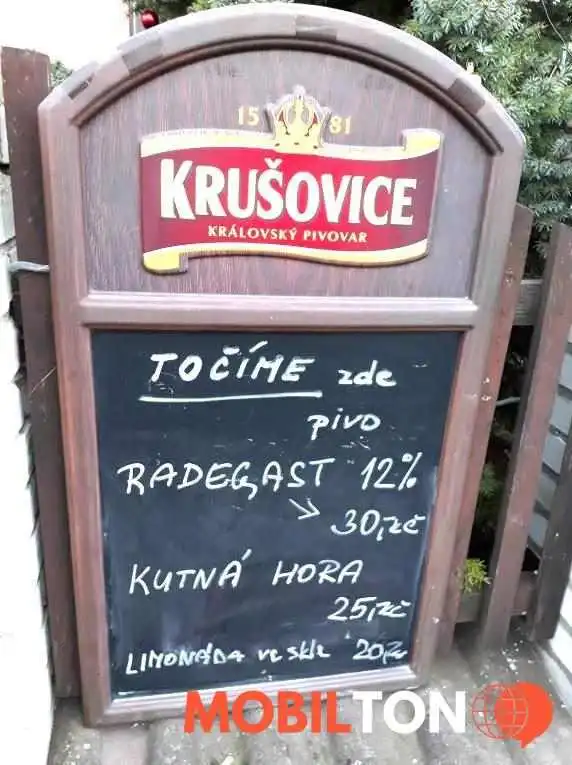 15 81
KRUŠOVICE
KRÁLOVSKÝ PIVOVAR
TOČÍME zde
pivo
RADEGAST 12%
30,-Kč
KUTNÁ HORA
25,-Kč
LIMONÁDA ve skle 20,-
MOBILTON